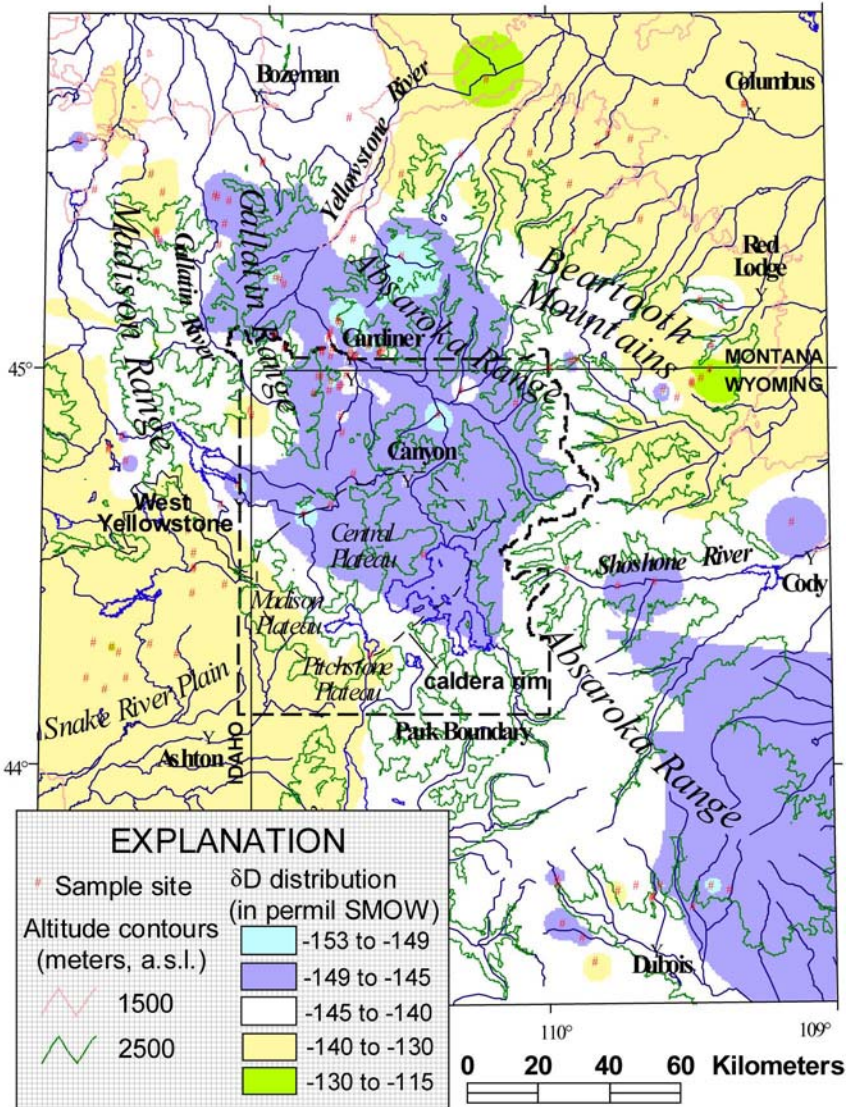 Bozeman
Yellowstone River
Columbus
Madison Range
Gallatin River
Gallatin Range
Absaroka Range
Beartooth
Mountains
Red
Lodge
45°
Gardiner
MONTANA
WYOMING
Canyon
West
Yellowstone
Central
Plateau
Shoshone River
Cody
Madison
Plateau
Pitchstone
Plateau
caldera rim
Absaroka Range
Snake River Plain
Park Boundary
Ashton
IDAHO
44°
Dubois
EXPLANATION
# Sample site
Altitude contours
(meters, a.s.l.)
1500
2500
δD distribution
(in permil SMOW)
-153 to -149
-149 to -145
-145 to -140
-140 to -130
-130 to -115
110°
109°
0 20 40 60 Kilometers